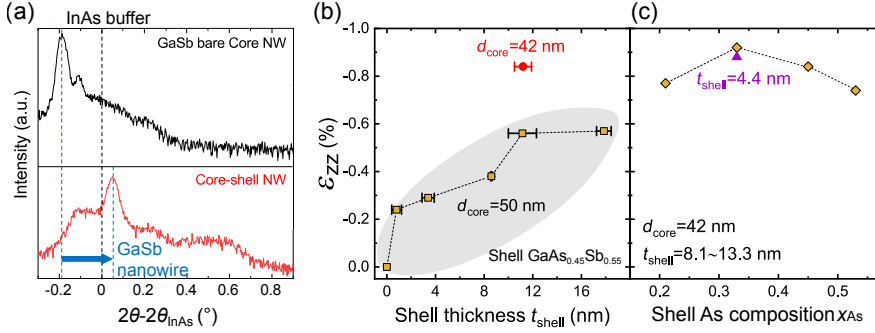 (a)
InAs buffer
GaSb bare Core NW
Core-shell NW
GaSb
nanowire
Intensity (a.u.)
-0.2 0.0 0.2 0.4 0.6 0.8
2θ-2θInAs (°)
(b)
-1.0
-0.8
-0.6
-0.4
-0.2
0.0
εzz (%)
dcore=42 nm
dcore=50 nm
Shell GaAs0.45Sb0.55
0 4 8 12 16 20
Shell thickness tshell (nm)
(c)
tshell=4.4 nm
dcore=42 nm
tshell=8.1~13.3 nm
0.2 0.3 0.4 0.5
Shell As composition xAs